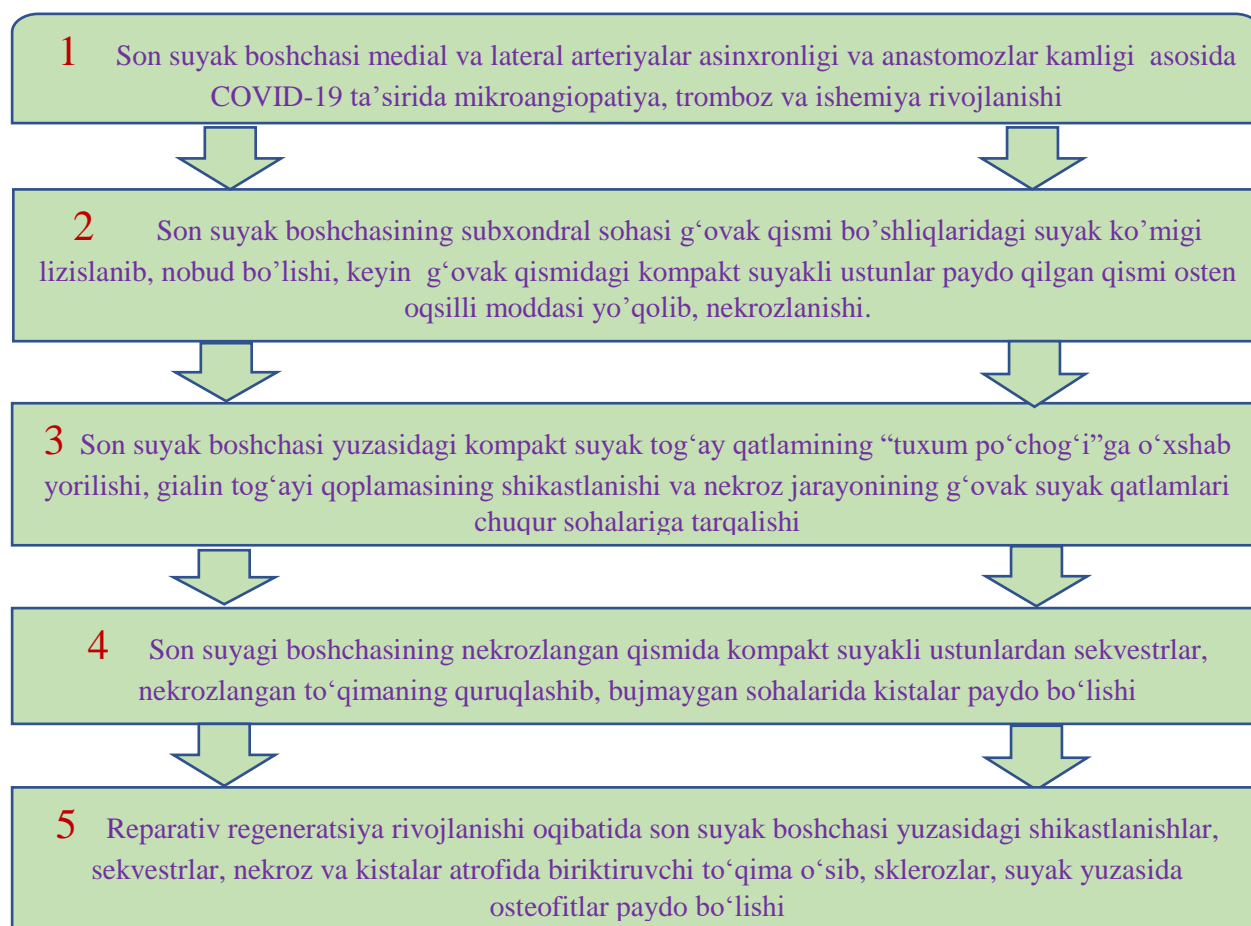 1 Son suyak boshchasi medial va lateral arteriyalar asinxronligi va anastomozlar kamligi asosida
COVID-19 ta’sirida mikroangiopatiya, tromboz va ishemiya rivojlanishi
2 Son suyak boshchasining subxondral sohasi g‘ovak qismi bo’shliqlaridagi suyak ko’migi
lizislanib, nobud bo’lishi, keyin g‘ovak qismidagi kompakt suyakli ustunlar paydo qilgan qismi osten
oqsilli moddasi yo’qolib, nekrozlanishi.
3 Son suyak boshchasi yuzasidagi kompakt suyak tog‘ay qatlamining “tuxum po‘chog‘i”ga o‘xshab
yorilishi, gialin tog‘ayi qoplamasining shikastlanishi va nekroz jarayonining g‘ovak suyak qatlamlari
chuqur sohalariga tarqalishi
4 Son suyagi boshchasining nekrozlangan qismida kompakt suyakli ustunlardan sekvestrlar,
nekrozlangan to‘qimaning quruqlashib, bujmaygan sohalarida kistalar paydo bo‘lishi
5 Reparativ regeneratsiya rivojlanishi oqibatida son suyak boshchasi yuzasidagi shikastlanishlar,
sekvestrlar, nekroz va kistalar atrofida biriktiruvchi to‘qima o‘sib, sklerozlar, suyak yuzasida
osteofitlar paydo bo‘lishi